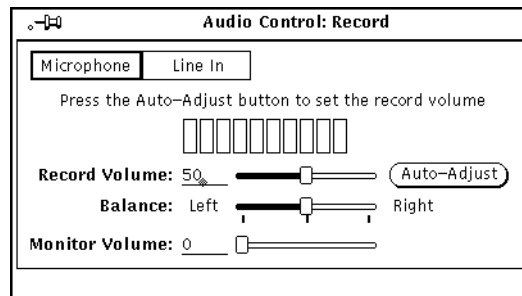 Audio Control: Record
Microphone Line In
Press the Auto-Adjust button to set the record volume
Record Volume: 50 Auto-Adjust
Balance: Left Right
Monitor Volume: 0